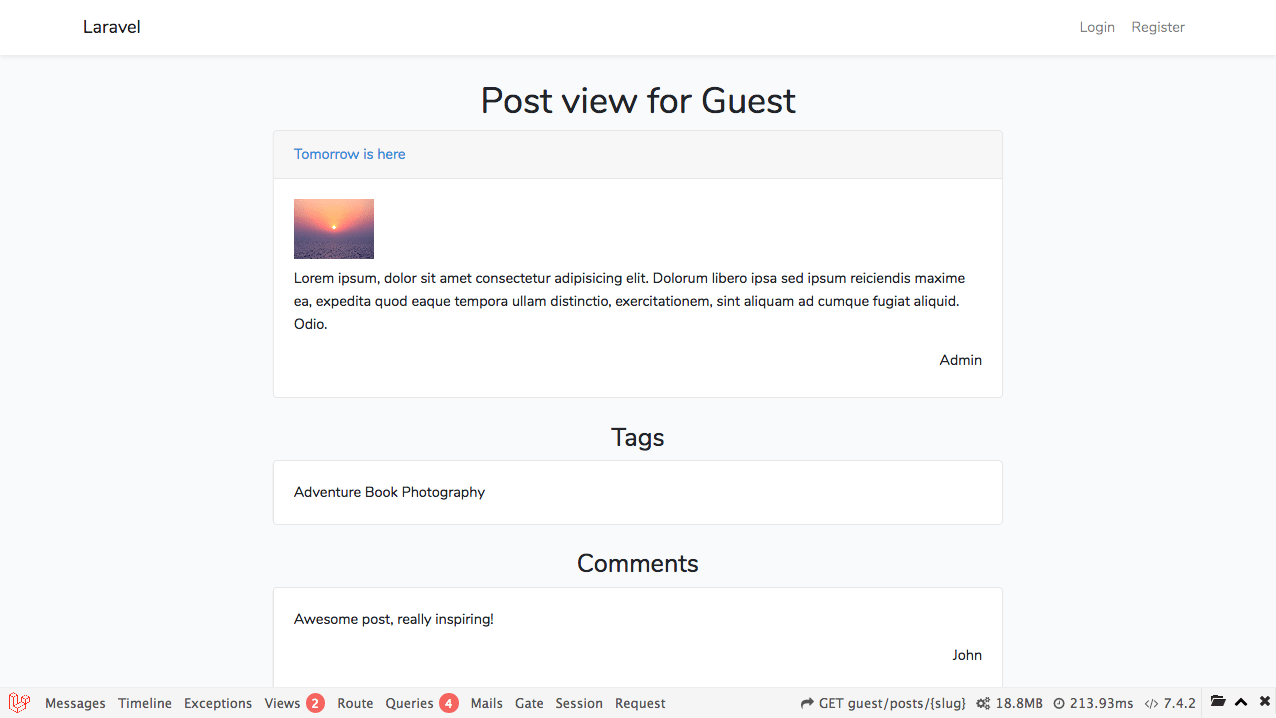 Laravel
Login Register
Post view for Guest
Tomorrow is here
Lorem ipsum, dolor sit amet consectetur adipisicing elit. Dolorum libero ipsa sed ipsum reiciendis maxime
ea, expedita quod eaque tempora ullam distinctio, exercitationem, sint aliquam ad cumque fugiat aliquid.
Odio.
Admin
Tags
Adventure Book Photography
Comments
Awesome post, really inspiring!
John
Messages Timeline Exceptions Views 2 Route Queries 4 Mails Gate Session Request GET guest/posts/{slug} 18.8MB 213.93ms 7.4.2